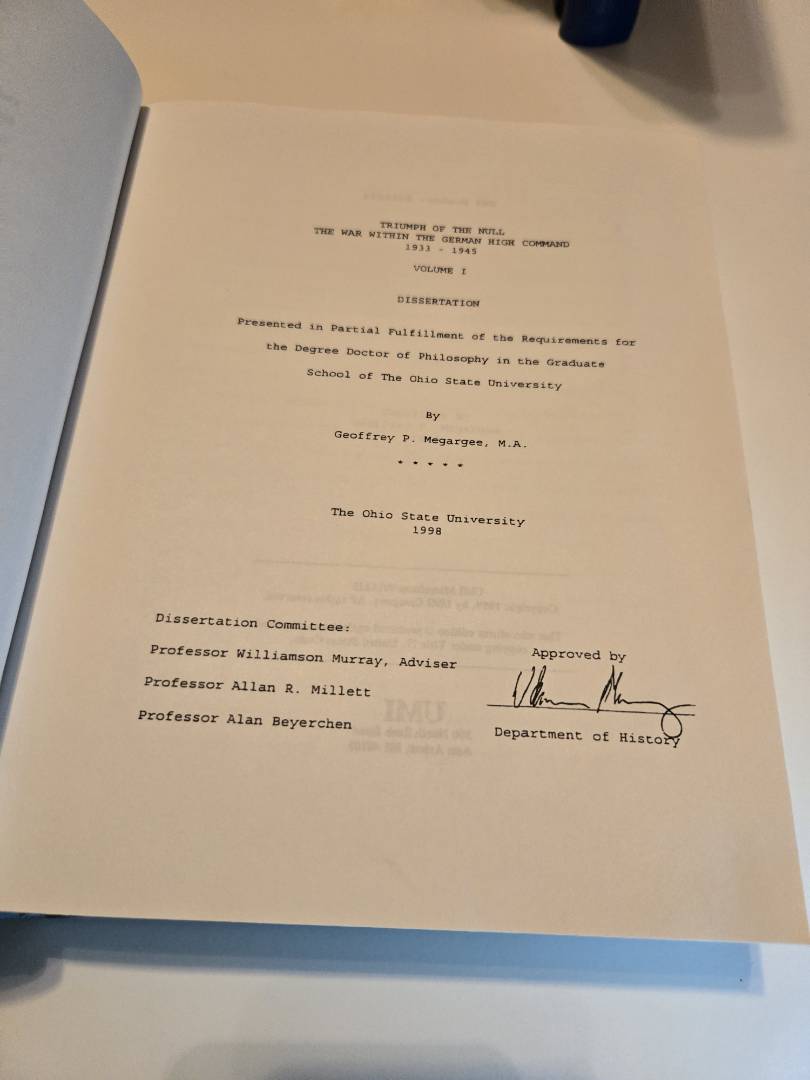 TRIUMPH OF THE NULL
THE WAR WITHIN THE GERMAN HIGH COMMAND
1933 - 1945
VOLUME I
DISSERTATION
Presented in Partial Fulfillment of the Requirements for
the Degree Doctor of Philosophy in the Graduate
School of The Ohio State University
By
Geoffrey P. Megargee, M.A.
* * * * *
The Ohio State University
1998
Dissertation Committee:
Professor Williamson Murray, Adviser
Professor Allan R. Millett
Professor Alan Beyerchen
Approved by
Department of History
UMI